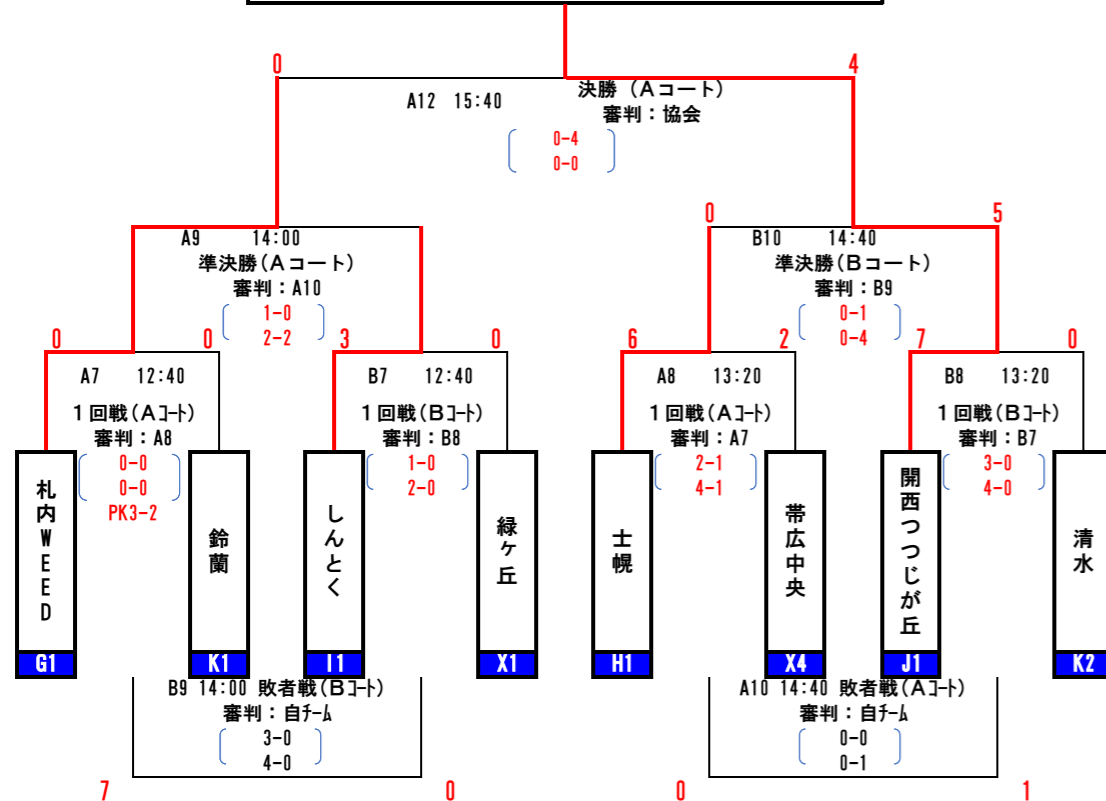 0
4
A12 15:40
決勝（Aコート）
審判：協会
0-4
0-0
0
5
A9 14:00
準決勝(Aコート)
審判：A10
1-0
2-2
B10 14:40
準決勝(Bコート)
審判：B9
0-1
0-4
0
0
3
0
6
2
7
0
A7 12:40
1回戦(Aコート)
審判：A8
0-0
0-0
PK3-2
B7 12:40
1回戦(Bコート)
審判：B8
1-0
2-0
A8 13:20
1回戦(Aコート)
審判：A7
2-1
4-1
B8 13:20
1回戦(Bコート)
審判：B7
3-0
4-0
札内WEED
鈴蘭
しんとく
緑ヶ丘
士幌
帯広中央
開西つつじが丘
清水
G1
K1
I1
X1
H1
X4
J1
K2
B9 14:00 敗者戦(Bコート)
審判：自チーム
3-0
4-0
A10 14:40 敗者戦(Aコート)
審判：自チーム
0-0
0-1
7
0
0
1